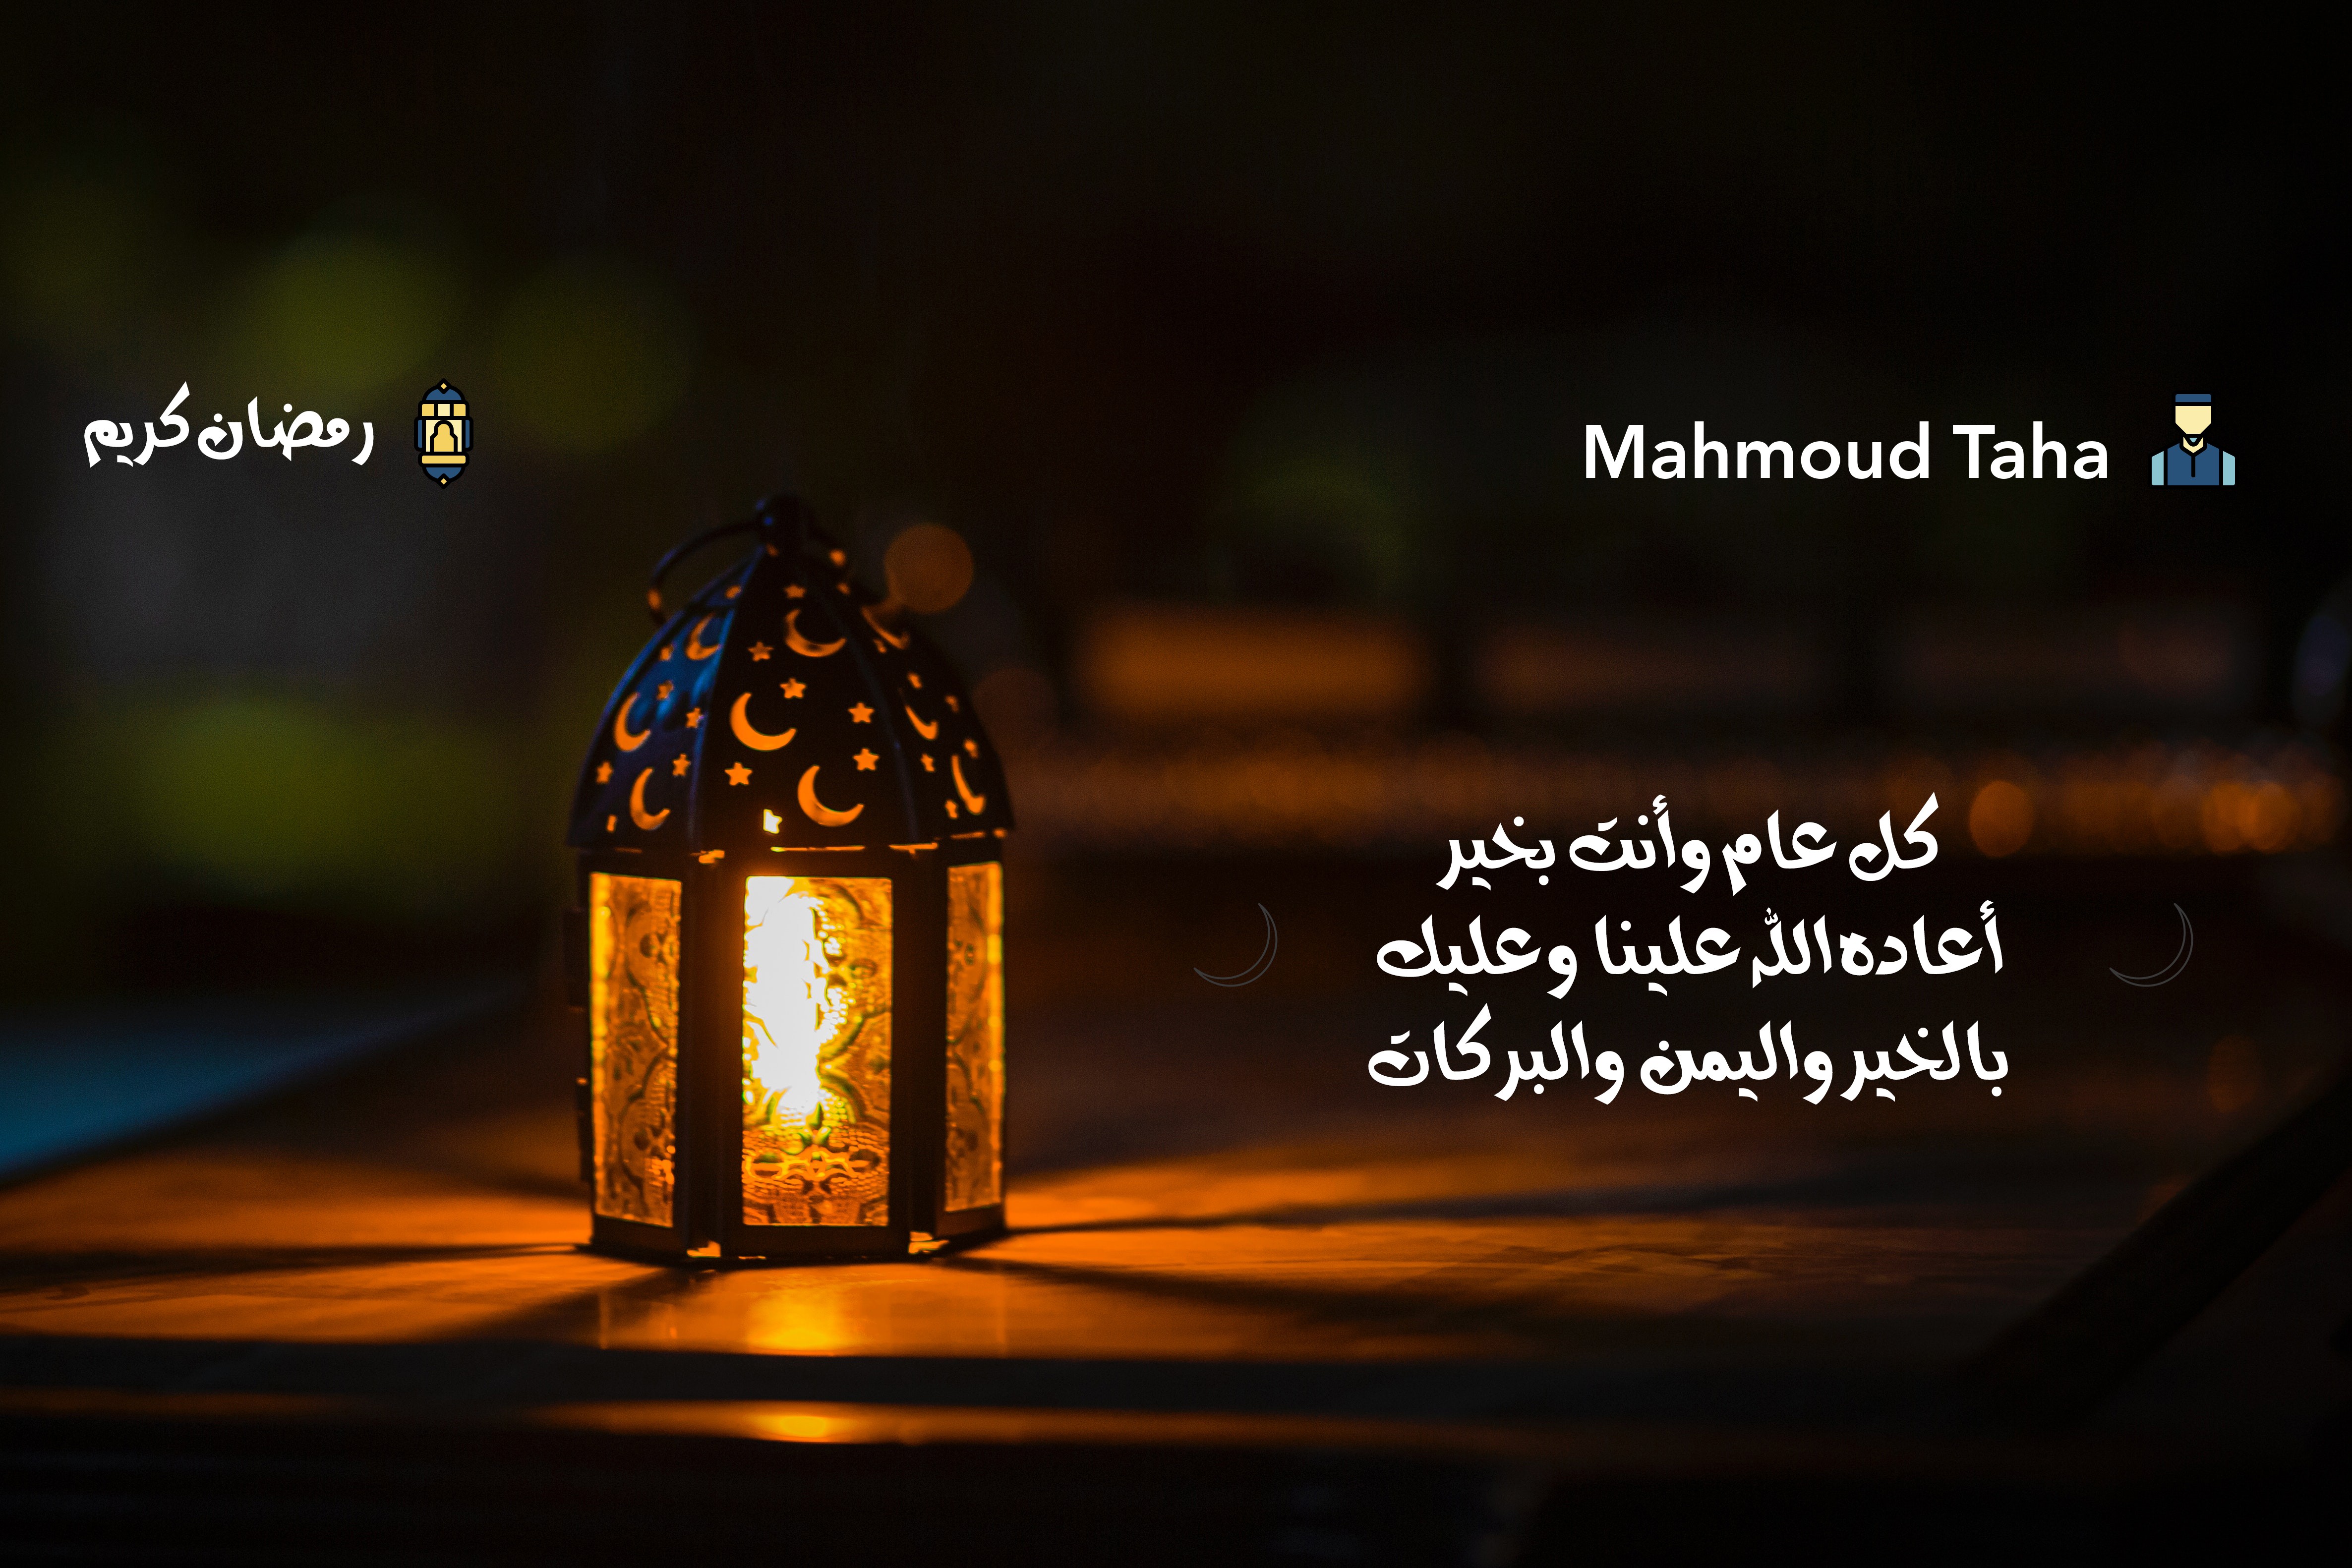 رمضان كريم
Mahmoud Taha
كل عام وأنت بخير
أعاده الله علينا وعليك
بالخير واليمن والبركات